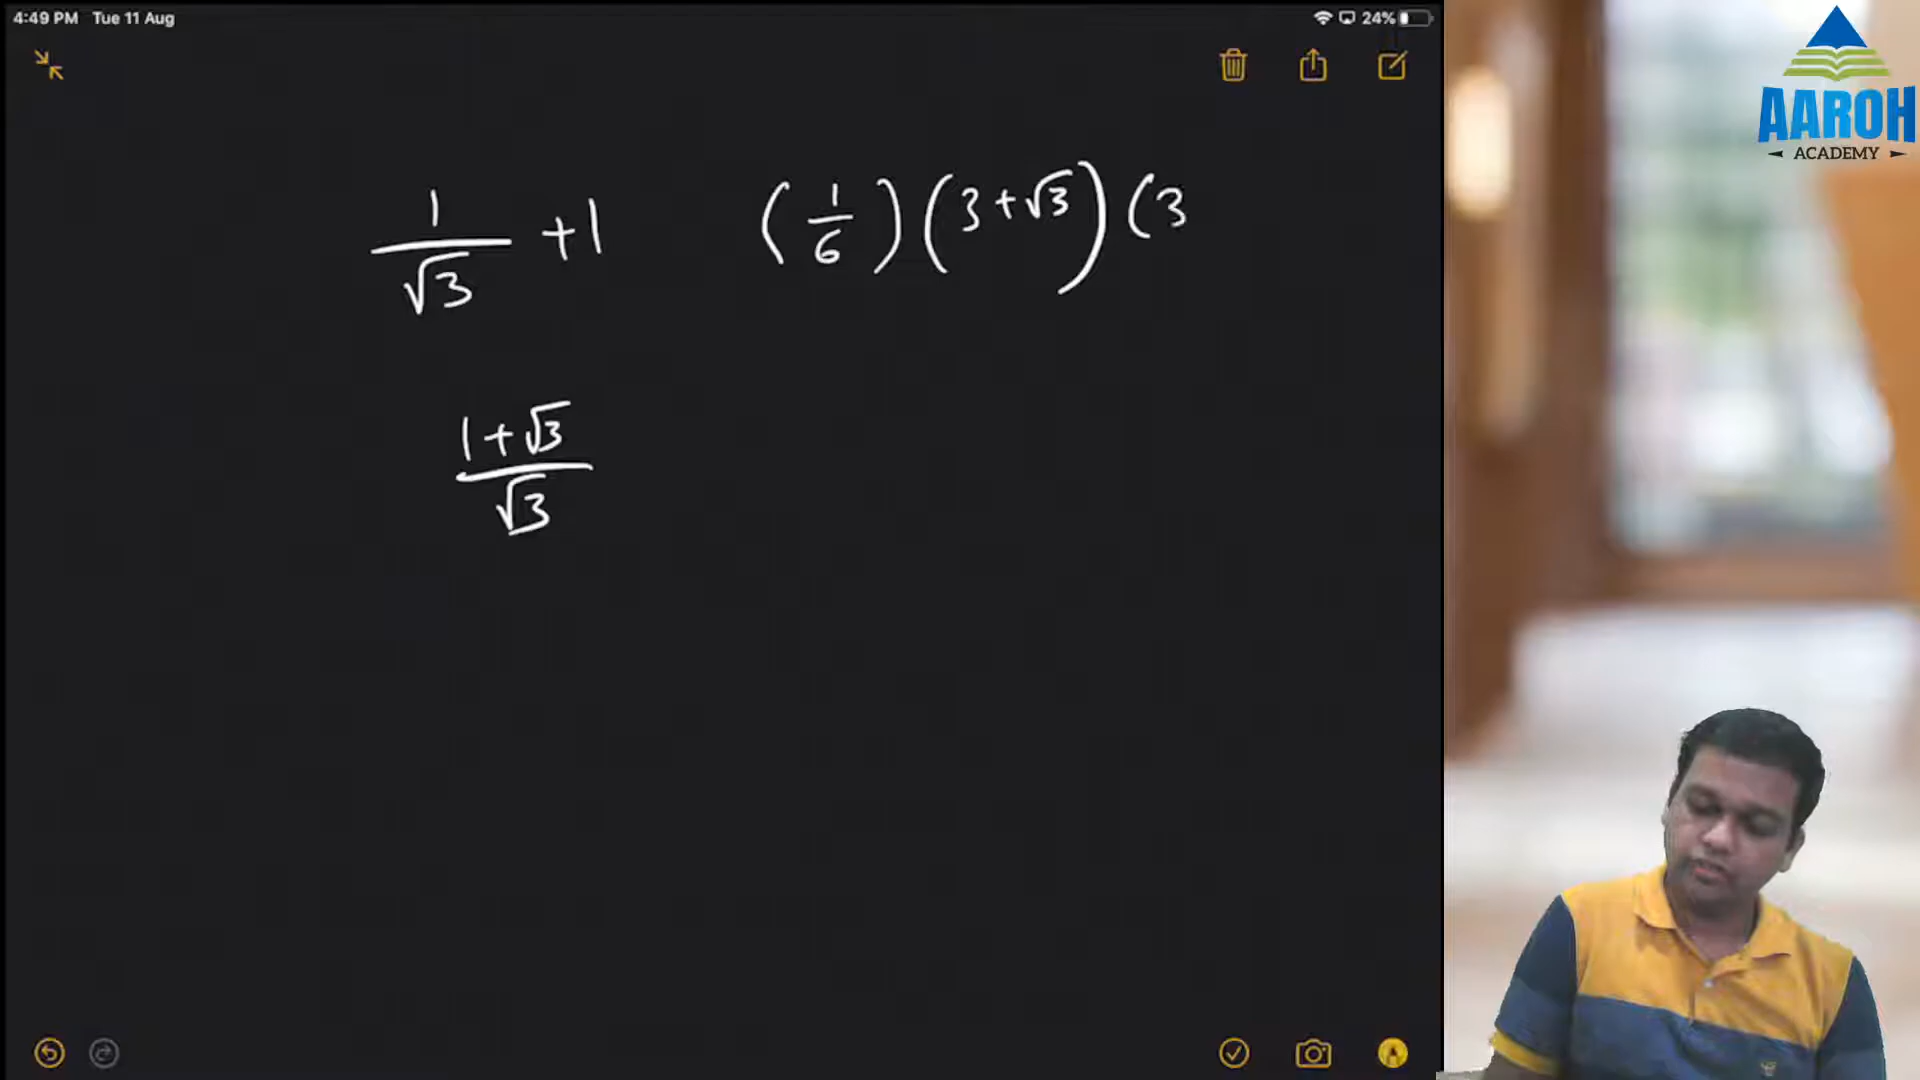 4:49 PM Tue 11 Aug
24%
AAROH
ACADEMY
1/√3 + 1
(1/6)(3+√3)(3
1+√3/√3